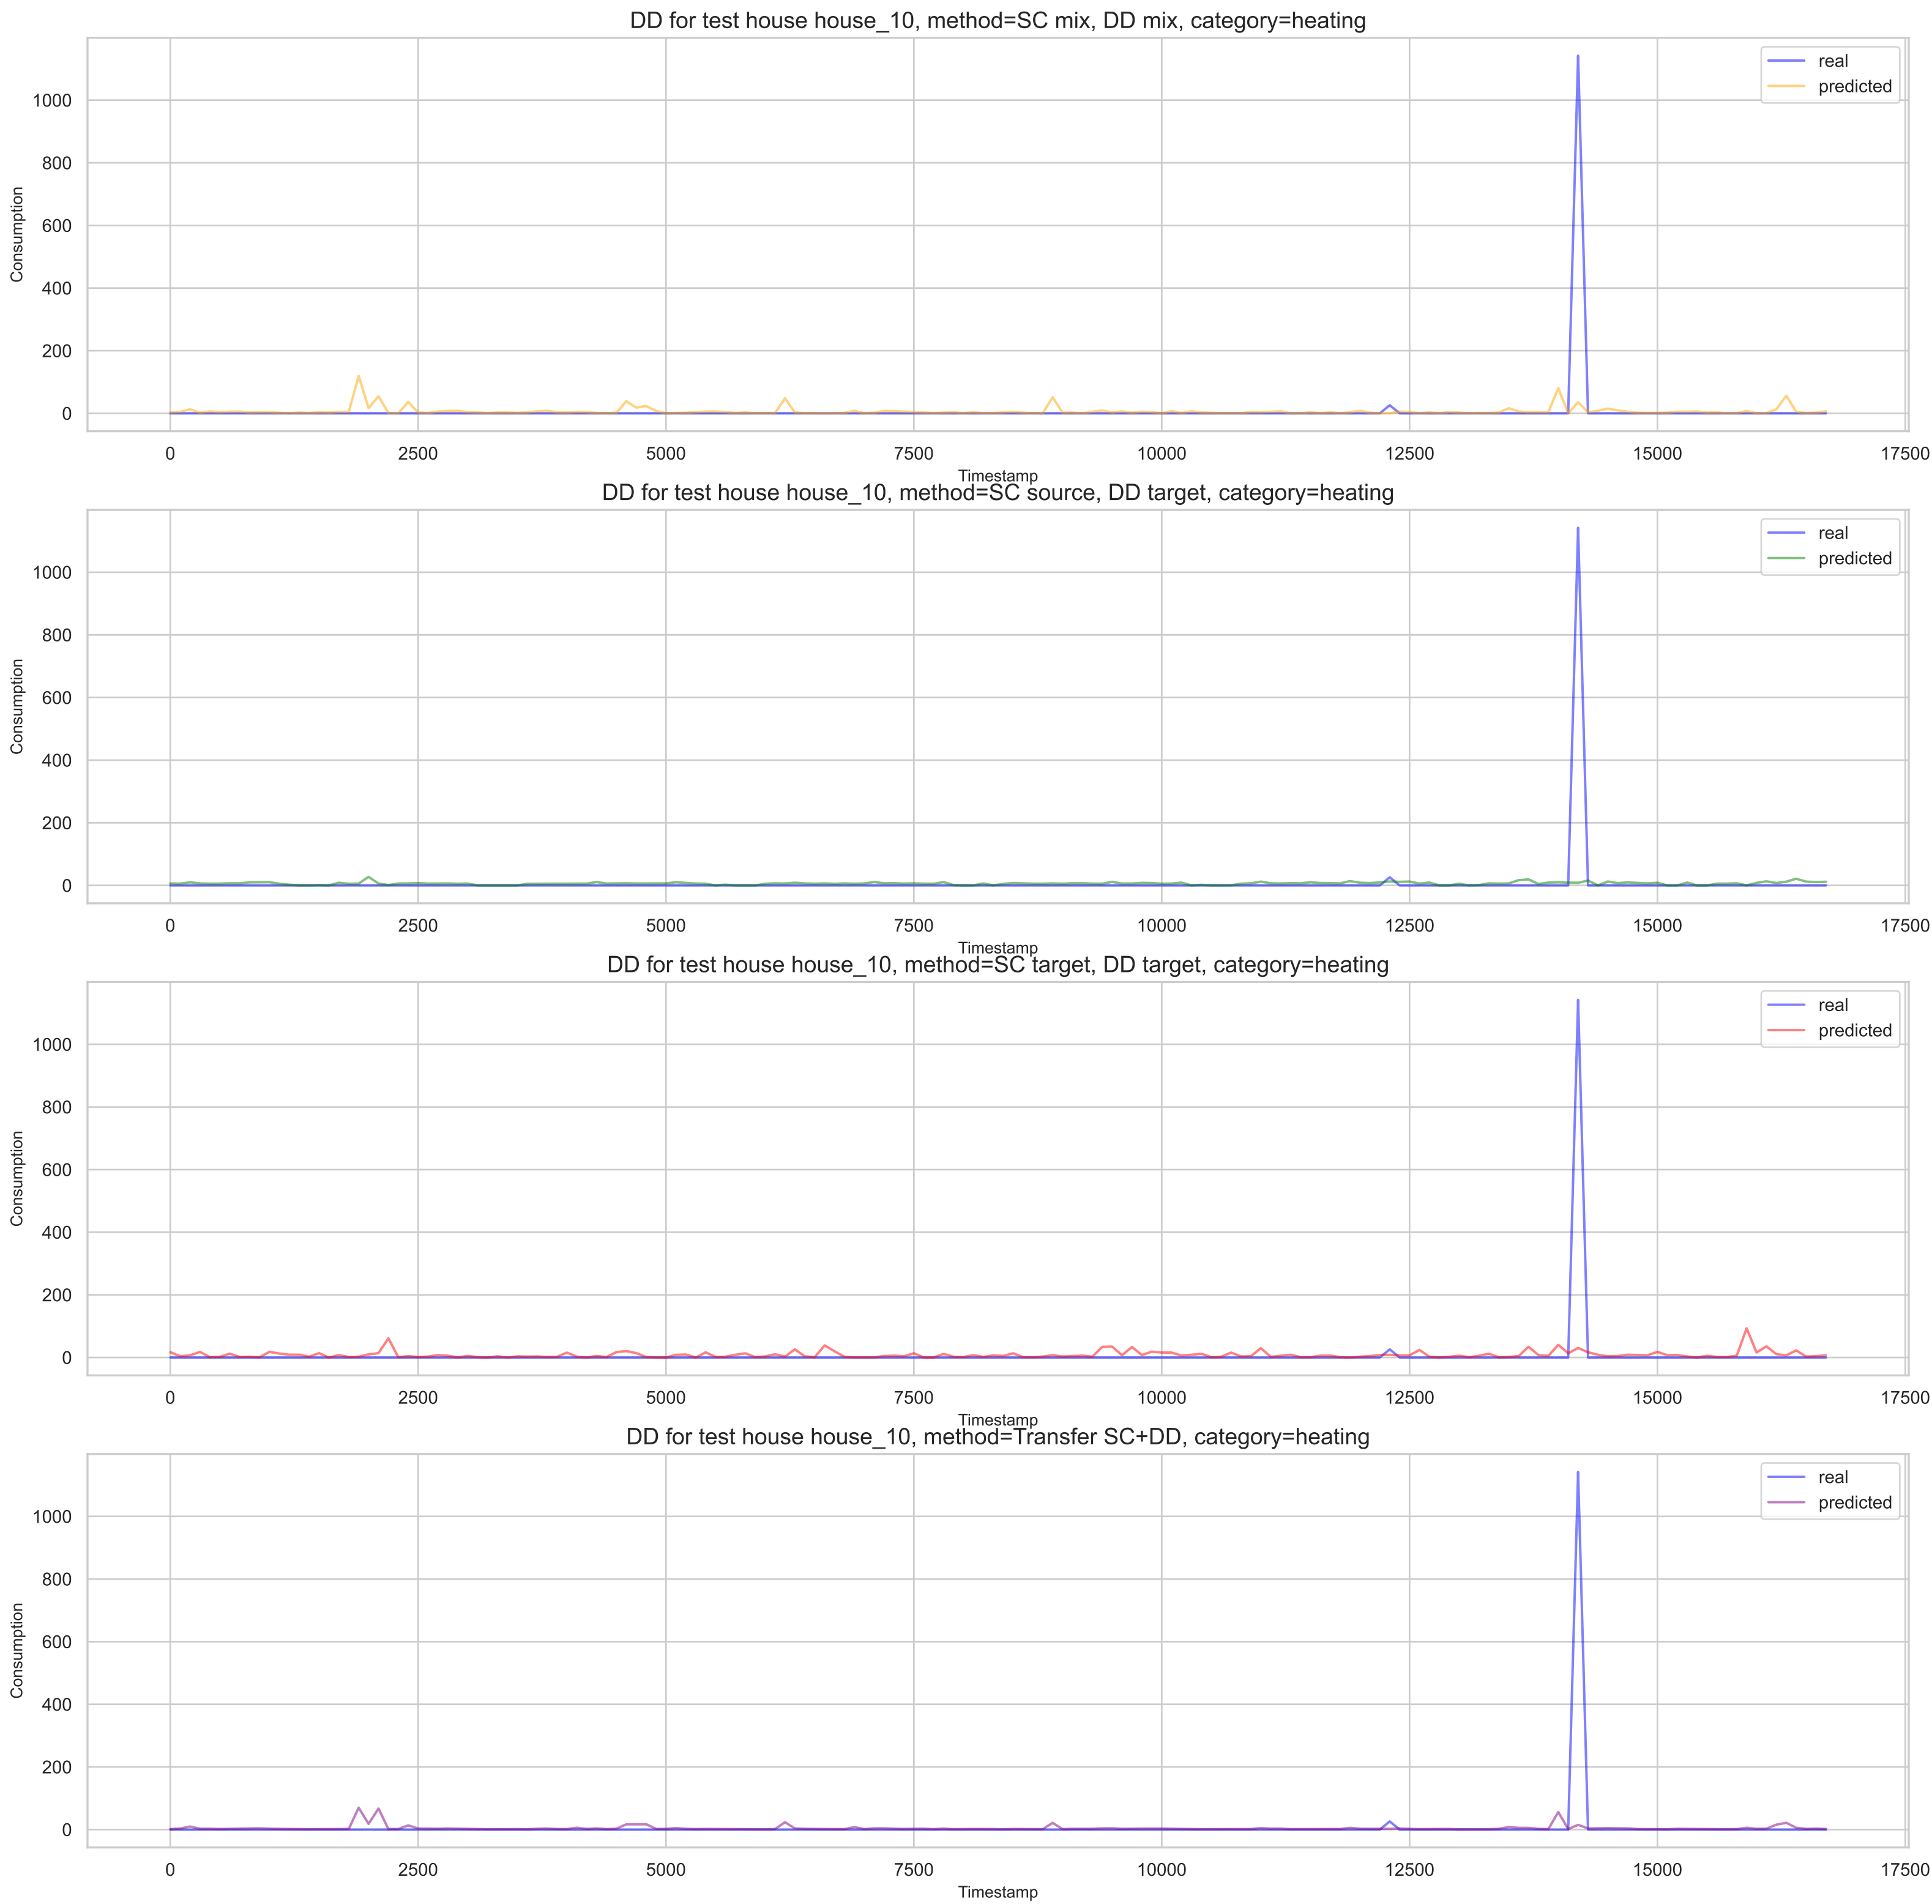 DD for test house house_10, method=SC mix, DD mix, category=heating
real
predicted
1000
800
600
400
200
0
Consumption
0 2500 5000 7500 10000 12500 15000 17500
Timestamp
DD for test house house_10, method=SC source, DD target, category=heating
real
predicted
1000
800
600
400
200
0
Consumption
0 2500 5000 7500 10000 12500 15000 17500
Timestamp
DD for test house house_10, method=SC target, DD target, category=heating
real
predicted
1000
800
600
400
200
0
Consumption
0 2500 5000 7500 10000 12500 15000 17500
Timestamp
DD for test house house_10, method=Transfer SC+DD, category=heating
real
predicted
1000
800
600
400
200
0
Consumption
0 2500 5000 7500 10000 12500 15000 17500
Timestamp